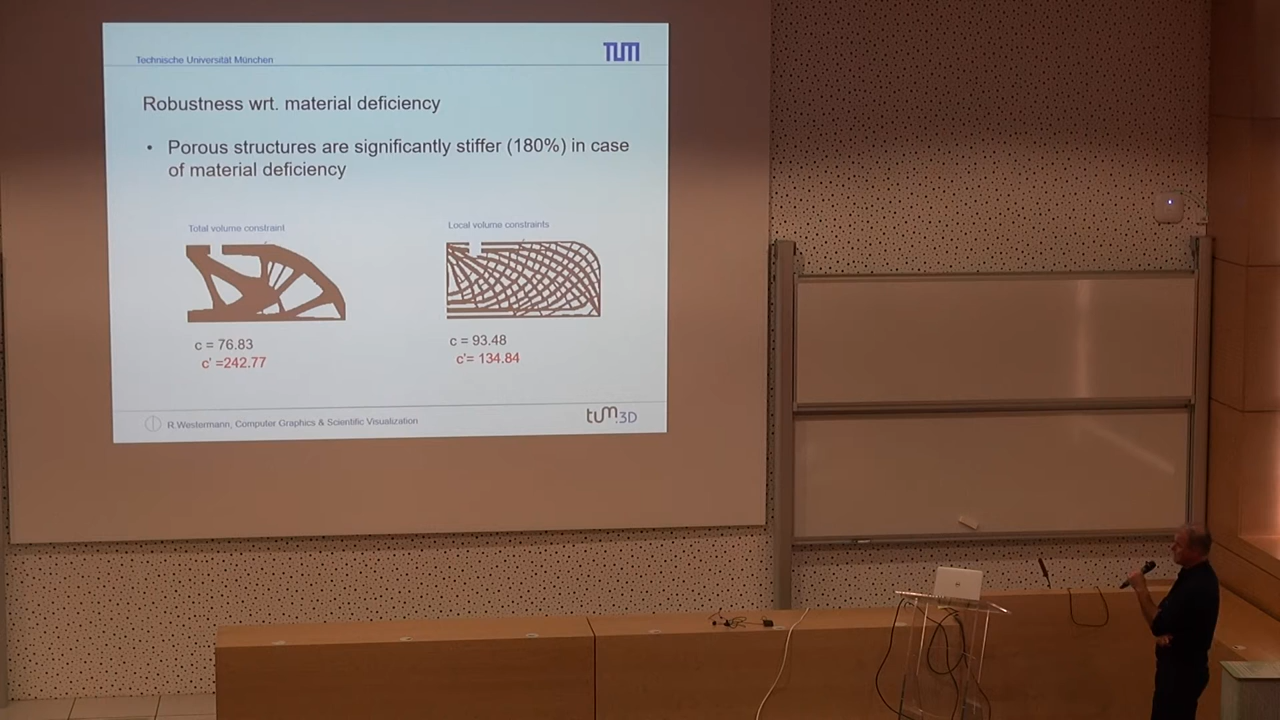 Technische Universität München
TUM
Robustness wrt. material deficiency
• Porous structures are significantly stiffer (180%) in case
of material deficiency
Total volume constraint
Local volume constraints
c = 76.83
c' =242.77
c = 93.48
c'= 134.84
R.Westermann, Computer Graphics & Scientific Visualization
tum.3D